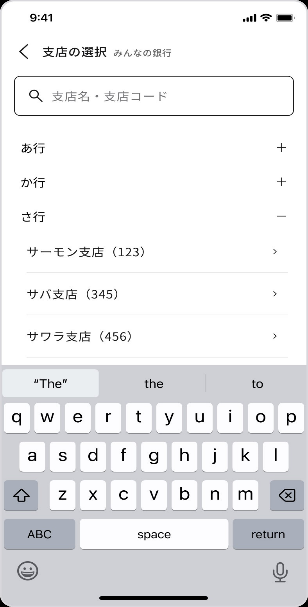 9:41
支店の選択 みんなの銀行
支店名・支店コード
あ行
か行
さ行
サーモン支店（123）
サバ支店（345）
サワラ支店（456）
“The” the to
q w e r t y u i o p
a s d f g h j k l
z x c v b n m
ABC space return